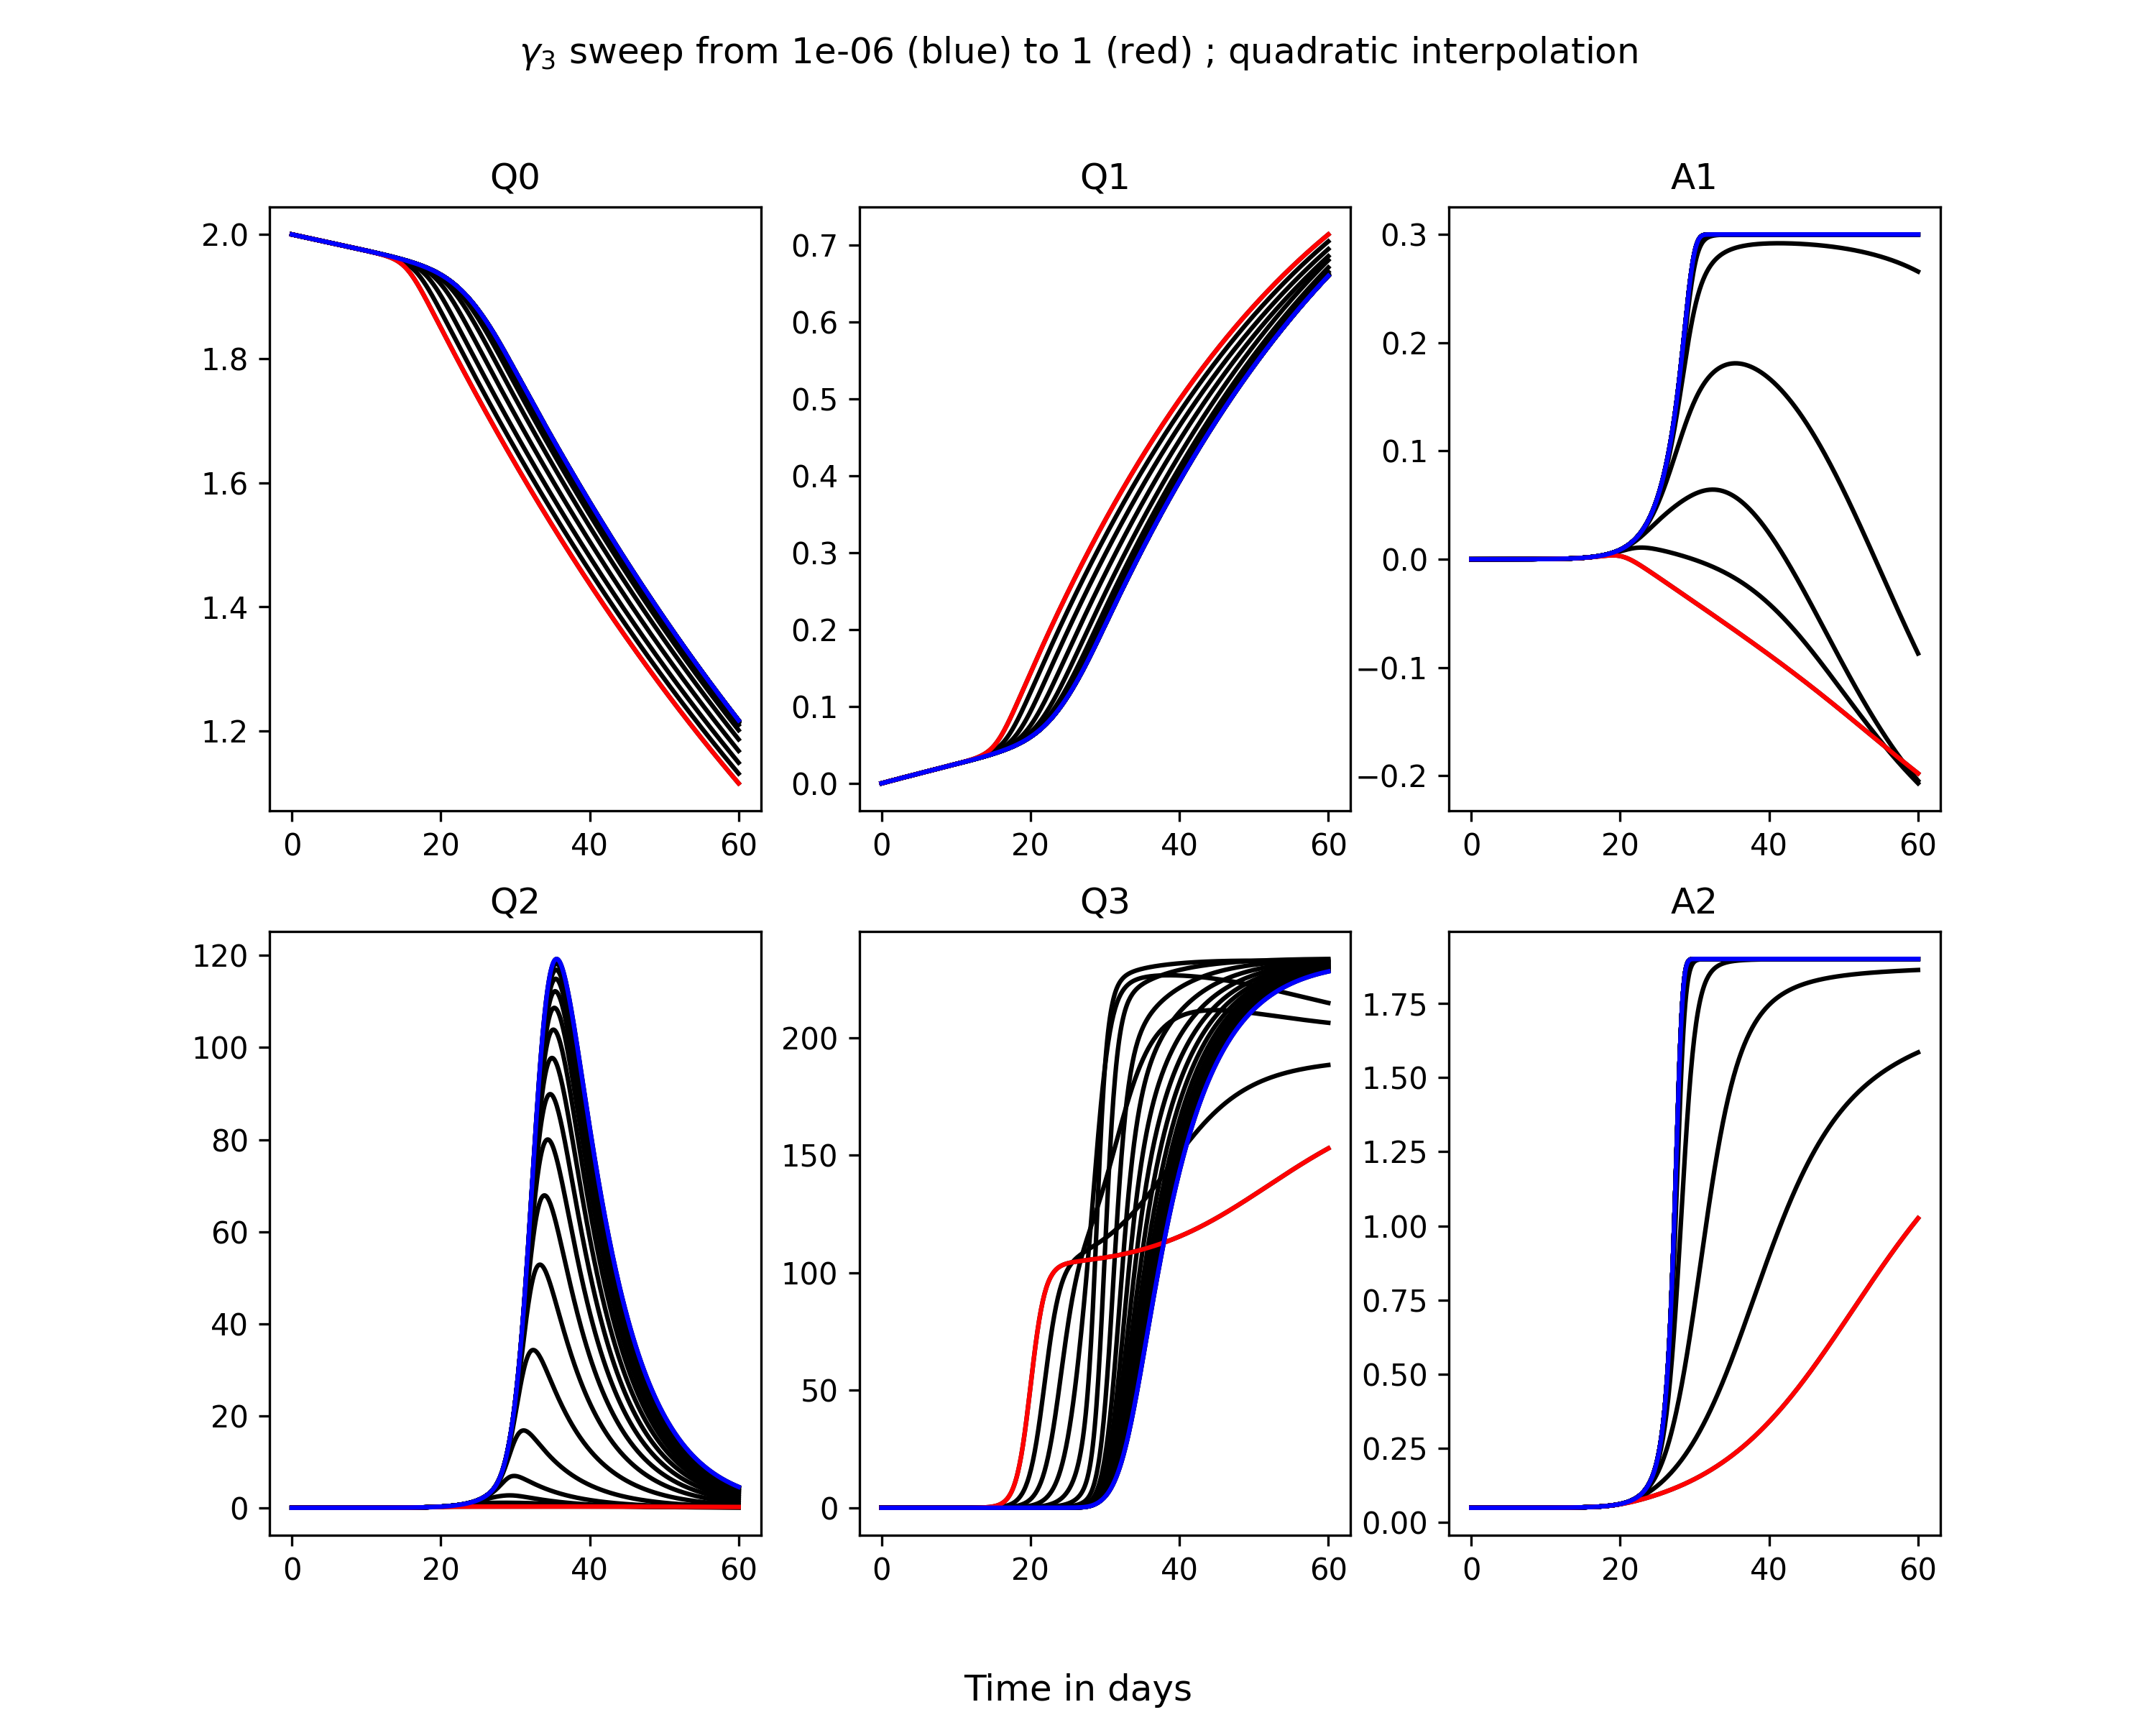 γ₃ sweep from 1e-06 (blue) to 1 (red) ; quadratic interpolation
Q0
2.0
1.8
1.6
1.4
1.2
0 20 40 60
Q1
0.7
0.6
0.5
0.4
0.3
0.2
0.1
0.0
0 20 40 60
A1
0.3
0.2
0.1
0.0
−0.1
−0.2
0 20 40 60
Q2
120
100
80
60
40
20
0
0 20 40 60
Q3
200
150
100
50
0
0 20 40 60
A2
1.75
1.50
1.25
1.00
0.75
0.50
0.25
0.00
0 20 40 60
Time in days